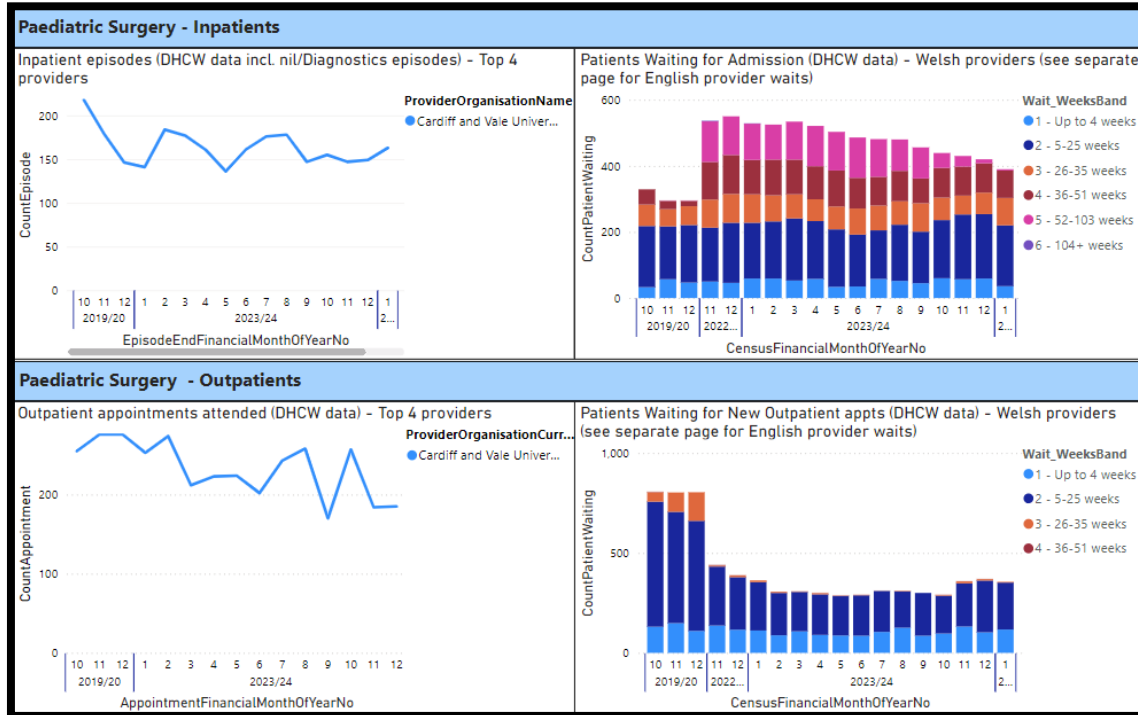 Paediatric Surgery - Inpatients
Inpatient episodes (DHCW data incl. nil/Diagnostics episodes) - Top 4
providers
ProviderOrganisationName
Cardiff and Vale Univer...
CountEpisode
200
150
100
50
0
10 11 12 1 2 3 4 5 6 7 8 9 10 11 12 1
2019/20 2023/24 2...
EpisodeEndFinancialMonthOfYearNo
Patients Waiting for Admission (DHCW data) - Welsh providers (see separate
page for English provider waits)
Wait_WeeksBand
1 - Up to 4 weeks
2 - 5-25 weeks
3 - 26-35 weeks
4 - 36-51 weeks
5 - 52-103 weeks
6 - 104+ weeks
CountPatientWaiting
600
400
200
0
10 11 12 11 12 1 2 3 4 5 6 7 8 9 10 11 12 1
2019/20 2022... 2023/24 2...
CensusFinancialMonthOfYearNo
Paediatric Surgery - Outpatients
Outpatient appointments attended (DHCW data) - Top 4 providers
ProviderOrganisationCurr...
Cardiff and Vale Univer...
CountAppointment
200
100
0
10 11 12 1 2 3 4 5 6 7 8 9 10 11 12
2019/20 2023/24
AppointmentFinancialMonthOfYearNo
Patients Waiting for New Outpatient appts (DHCW data) - Welsh providers
(see separate page for English provider waits)
Wait_WeeksBand
1 - Up to 4 weeks
2 - 5-25 weeks
3 - 26-35 weeks
4 - 36-51 weeks
CountPatientWaiting
1,000
500
0
10 11 12 11 12 1 2 3 4 5 6 7 8 9 10 11 12 1
2019/20 2022... 2023/24 2...
CensusFinancialMonthOfYearNo